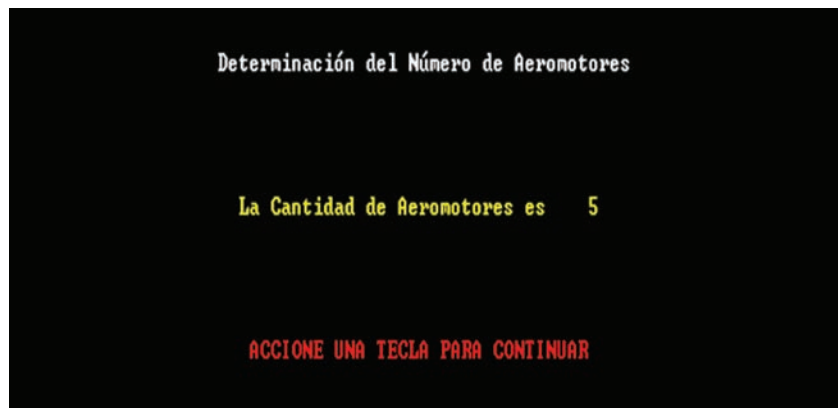 Determinación del Número de Aeromotores
La Cantidad de Aeromotores es 5
ACCIONE UNA TECLA PARA CONTINUAR